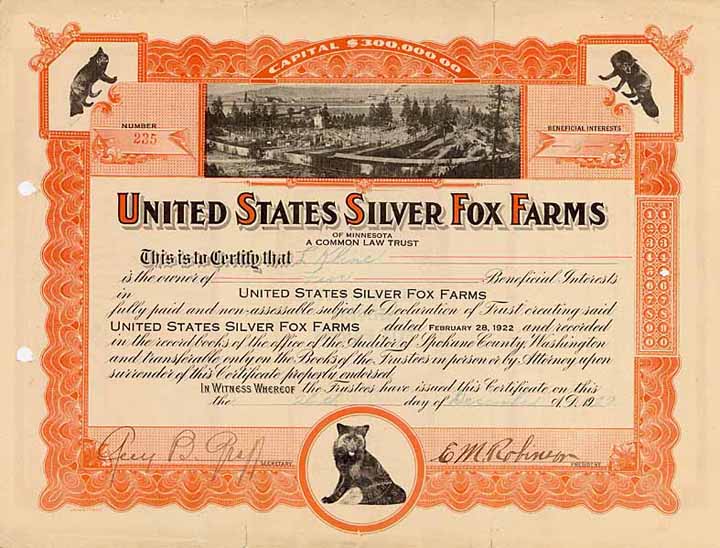 CAPITAL $300,000.00
NUMBER
235
BENEFICIAL INTERESTS
UNITED STATES SILVER FOX FARMS
OF MINNESOTA
A COMMON LAW TRUST
This is to Certify that
is the owner of Beneficial Interests
in UNITED STATES SILVER FOX FARMS
fully paid and non-assessable subject to Declaration of Trust creating said
UNITED STATES SILVER FOX FARMS dated FEBRUARY 28, 1922 and recorded
in the record books of the office of the Auditor of Spokane County, Washington
and transferable only on the Books of the Trustees in person or by Attorney upon
surrender of this Certificate properly endorsed.
IN WITNESS WHEREOF the Trustees have issued this Certificate on this
the day of December A.D. 19
Guy B.
SECRETARY
E M Robinson
PRESIDENT